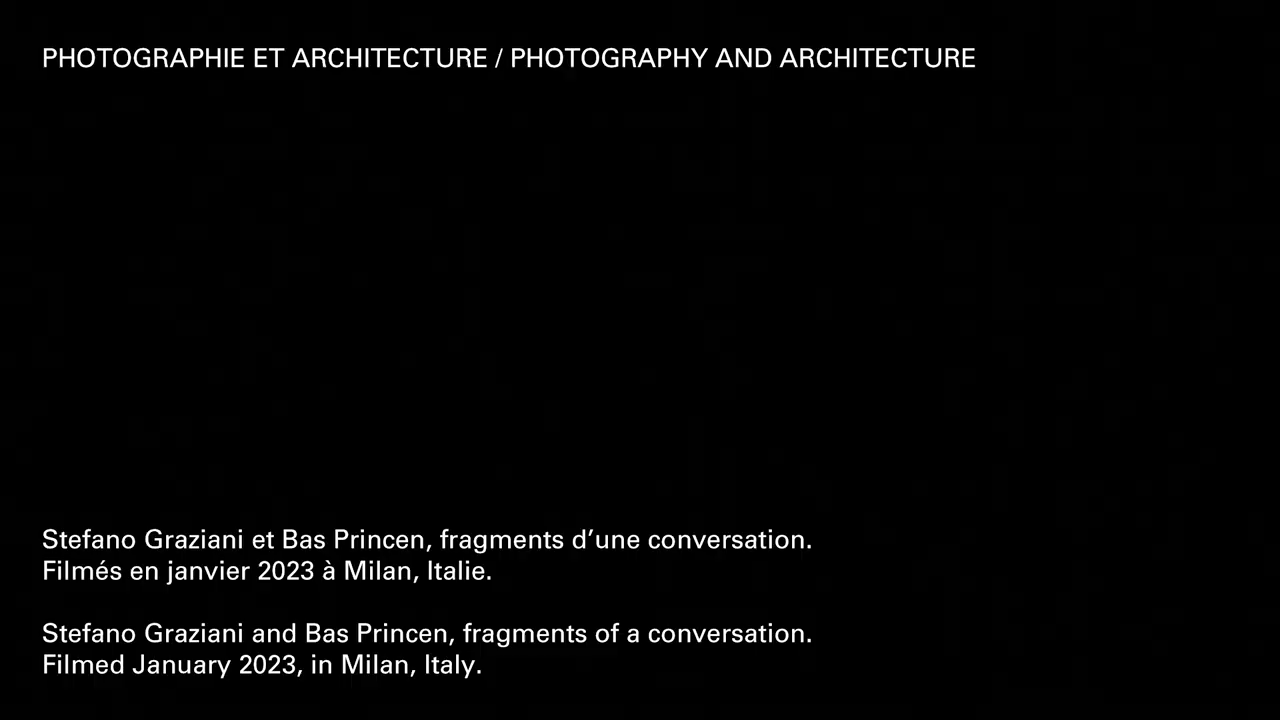 PHOTOGRAPHIE ET ARCHITECTURE / PHOTOGRAPHY AND ARCHITECTURE
Stefano Graziani et Bas Princen, fragments d’une conversation.
Filmés en janvier 2023 à Milan, Italie.
Stefano Graziani and Bas Princen, fragments of a conversation.
Filmed January 2023, in Milan, Italy.